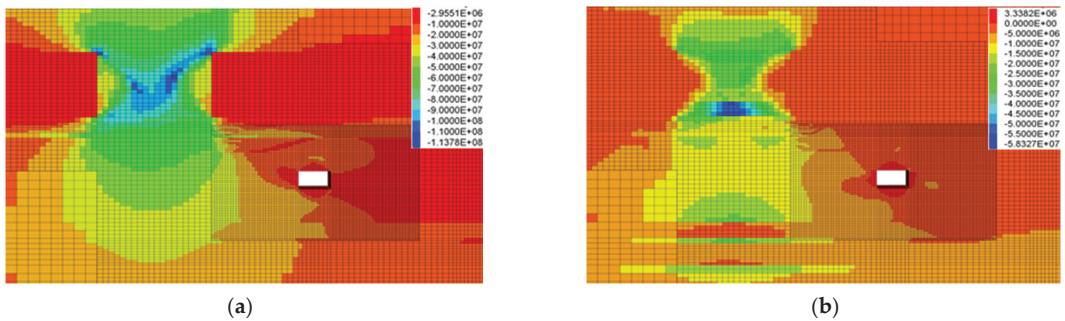 -2.9551E+06
-1.0000E+07
-2.0000E+07
-3.0000E+07
-4.0000E+07
-5.0000E+07
-6.0000E+07
-7.0000E+07
-8.0000E+07
-9.0000E+07
-1.0000E+08
-1.1000E+08
-1.1378E+08
3.3382E+06
0.0000E+00
-5.0000E+06
-1.0000E+07
-1.5000E+07
-2.0000E+07
-2.5000E+07
-3.0000E+07
-3.5000E+07
-4.0000E+07
-4.5000E+07
-5.0000E+07
-5.5000E+07
-5.8327E+07
(a)
(b)